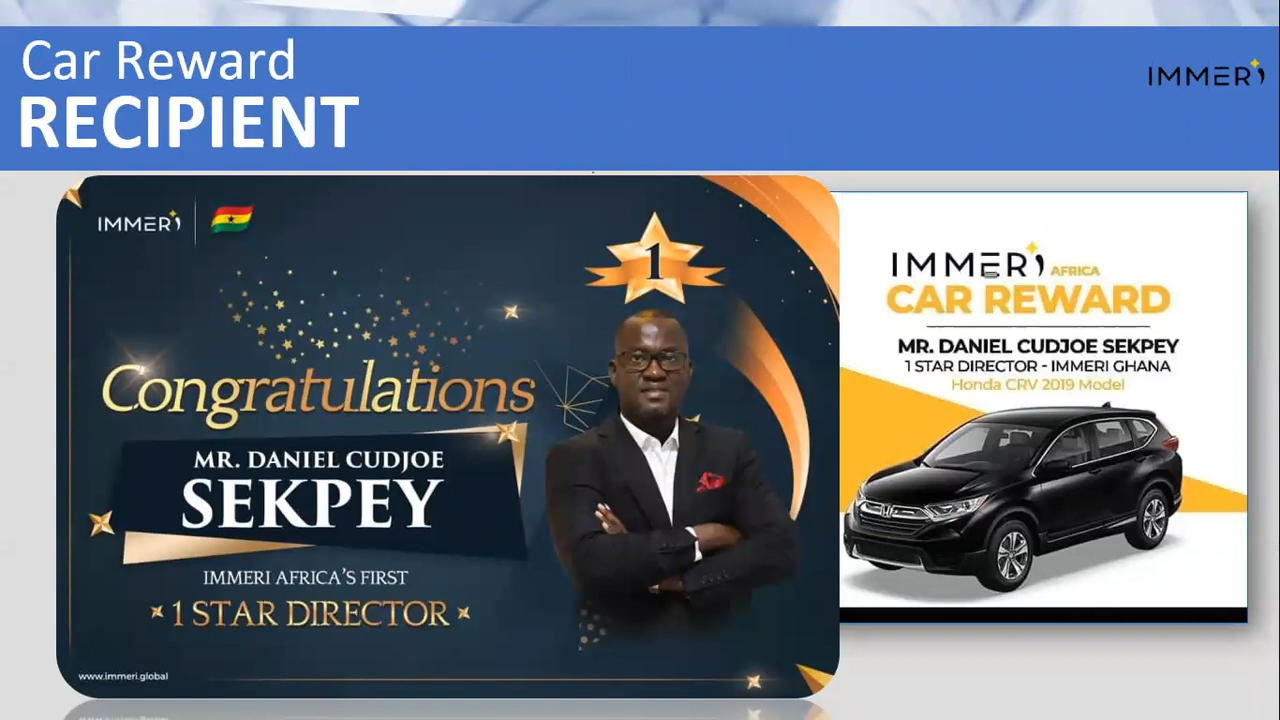 Car Reward
RECIPIENT
IMMERI
IMMERI
1
Congratulations
MR. DANIEL CUDJOE
SEKPEY
IMMERI AFRICA'S FIRST
1 STAR DIRECTOR
www.immeri.global
IMMERI AFRICA
CAR REWARD
MR. DANIEL CUDJOE SEKPEY
1 STAR DIRECTOR - IMMERI GHANA
Honda CRV 2019 Model